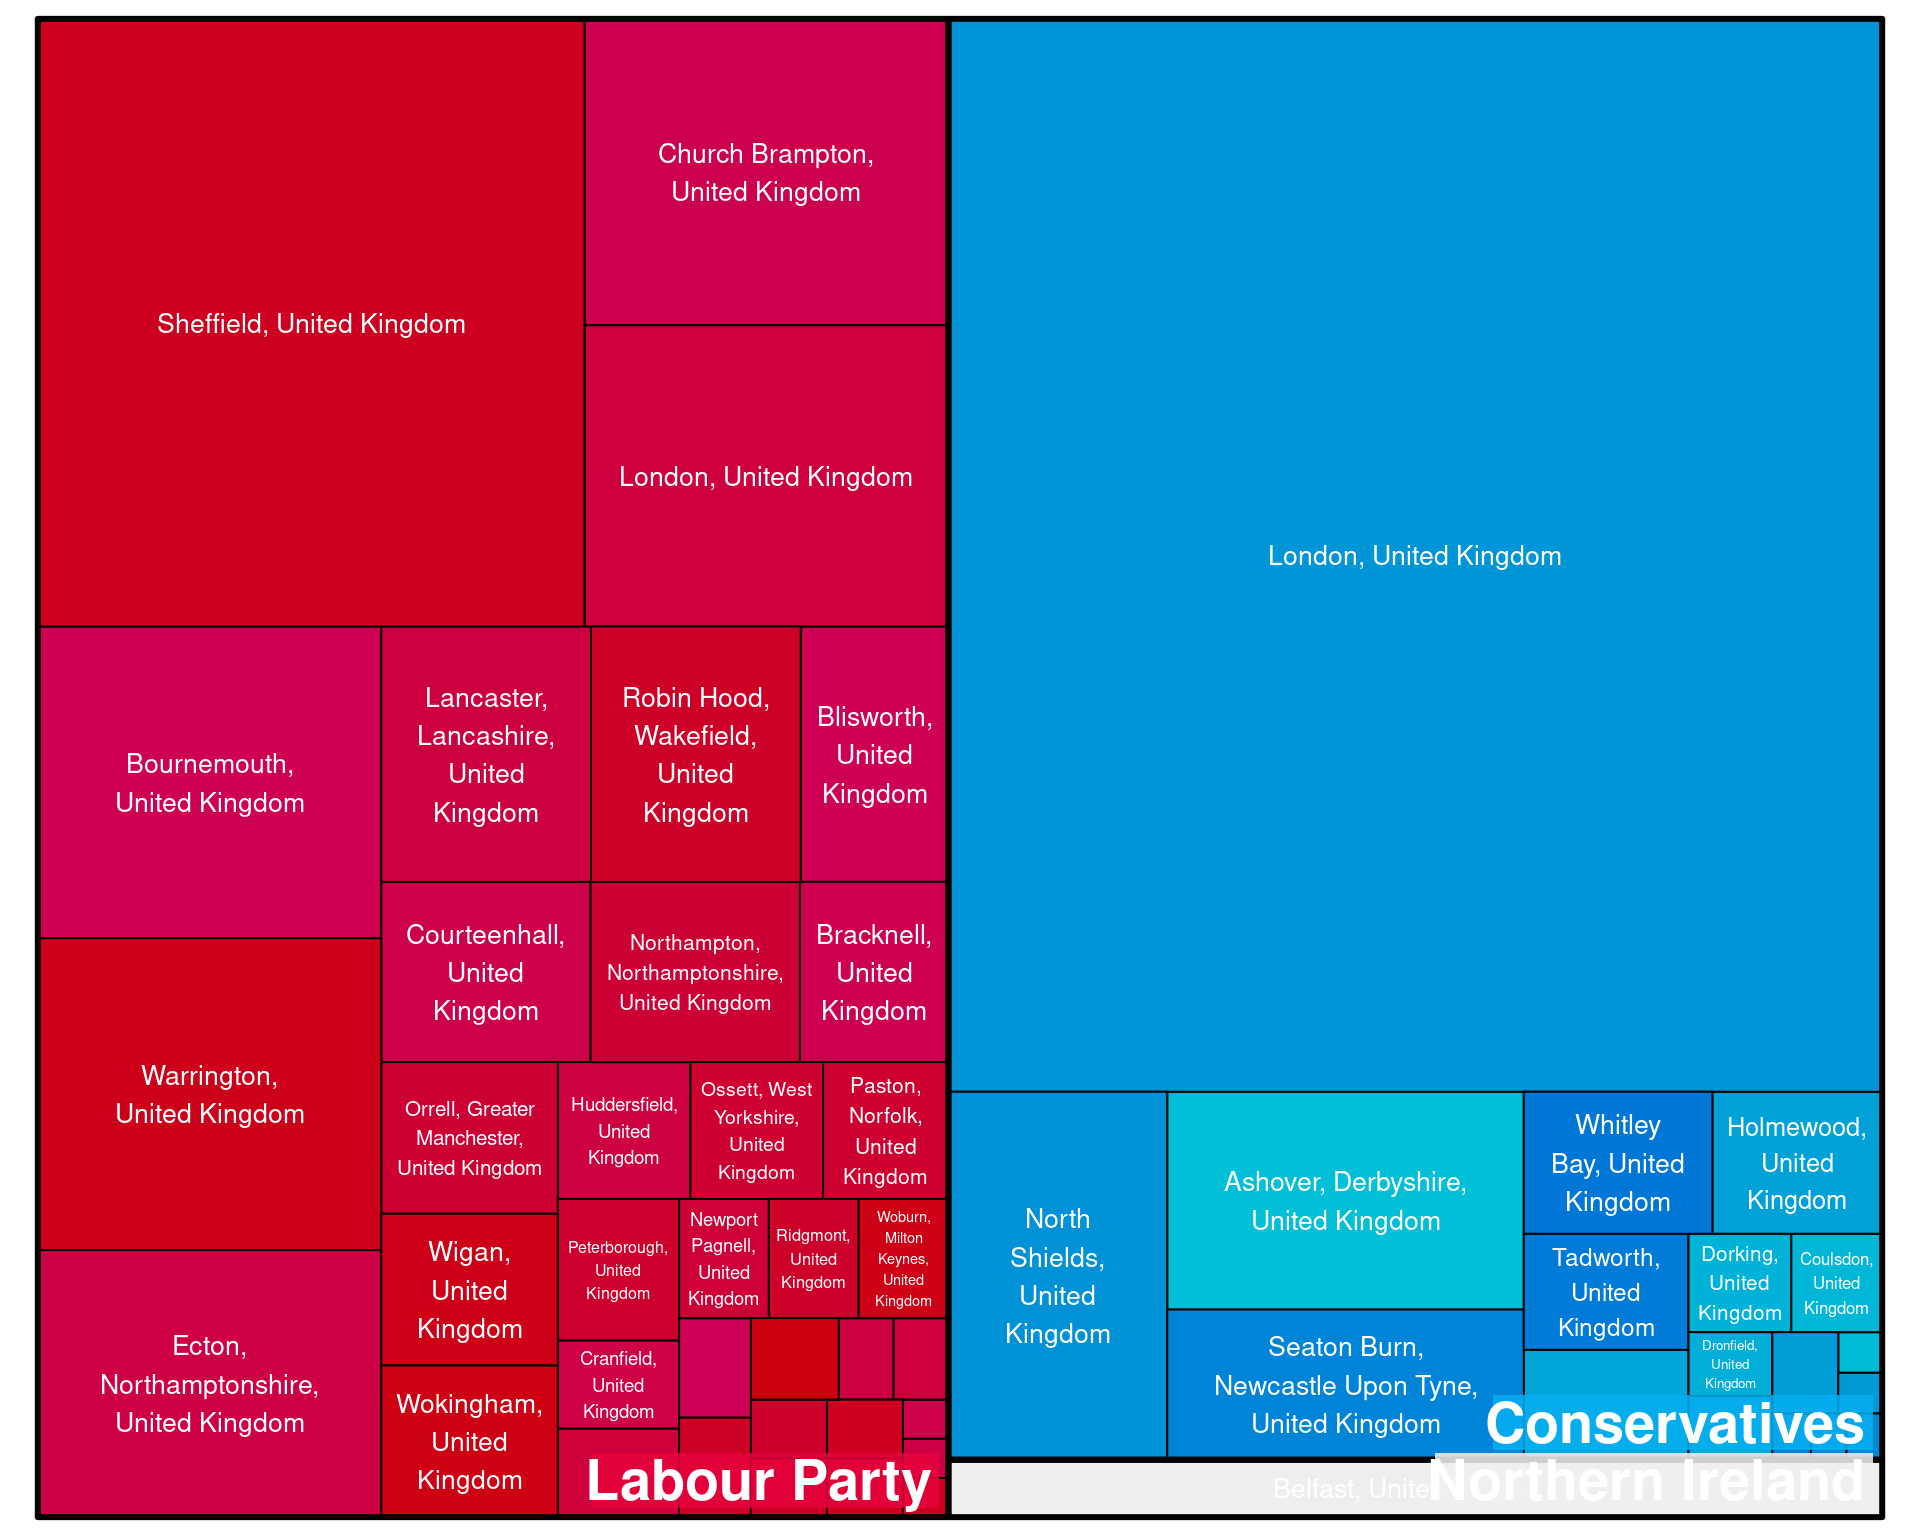 Sheffield, United Kingdom
Church Brampton,
United Kingdom
London, United Kingdom
Bournemouth,
United Kingdom
Lancaster,
Lancashire,
United
Kingdom
Robin Hood,
Wakefield,
United
Kingdom
Blisworth,
United
Kingdom
Warrington,
United Kingdom
Courteenhall,
United
Kingdom
Northampton,
Northamptonshire,
United Kingdom
Bracknell,
United
Kingdom
Ecton,
Northamptonshire,
United Kingdom
Orrell, Greater
Manchester,
United Kingdom
Huddersfield,
United
Kingdom
Ossett, West
Yorkshire,
United
Kingdom
Paston,
Norfolk,
United
Kingdom
Wigan,
United
Kingdom
Peterborough,
United
Kingdom
Newport
Pagnell,
United
Kingdom
Ridgmont,
United
Kingdom
Woburn,
Milton
Keynes,
United
Kingdom
Wokingham,
United
Kingdom
Cranfield,
United
Kingdom
Labour Party
London, United Kingdom
North
Shields,
United
Kingdom
Ashover, Derbyshire,
United Kingdom
Seaton Burn,
Newcastle Upon Tyne,
United Kingdom
Whitley
Bay, United
Kingdom
Holmewood,
United
Kingdom
Tadworth,
United
Kingdom
Dorking,
United
Kingdom
Coulsdon,
United
Kingdom
Dronfield,
United
Kingdom
Conservatives
Belfast,
Northern Ireland